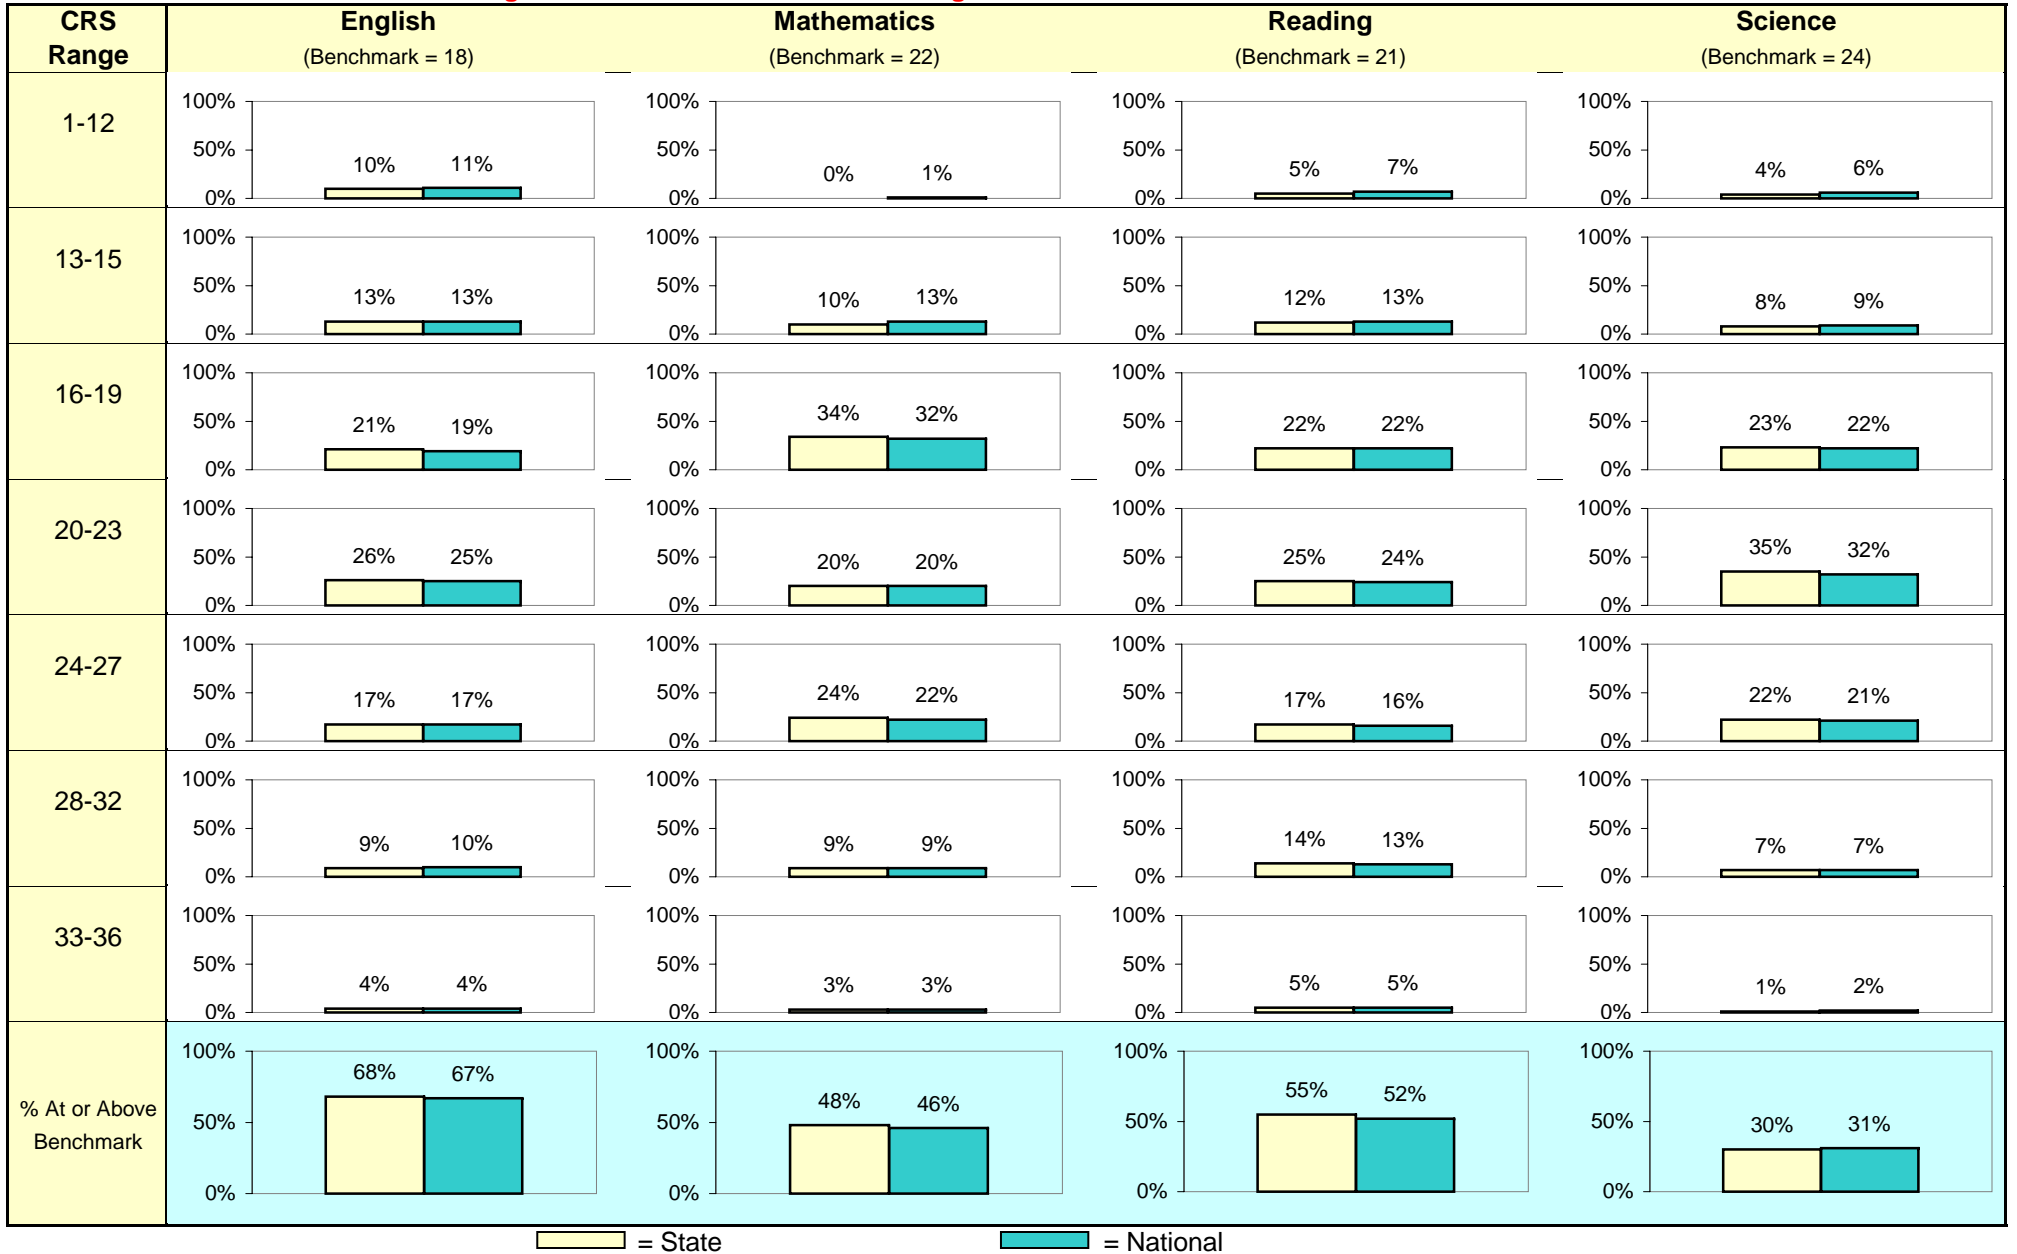 CRS Range
English
Mathematics
Reading
Science
(Benchmark = 18)
(Benchmark = 22)
(Benchmark = 21)
(Benchmark = 24)
1-12
100% 50% 0% 10% 11%
100% 50% 0% 0% 1%
100% 50% 0% 5% 7%
100% 50% 0% 4% 6%
13-15
100% 50% 0% 13% 13%
100% 50% 0% 10% 13%
100% 50% 0% 12% 13%
100% 50% 0% 8% 9%
16-19
100% 50% 0% 21% 19%
100% 50% 0% 34% 32%
100% 50% 0% 22% 22%
100% 50% 0% 23% 22%
20-23
100% 50% 0% 26% 25%
100% 50% 0% 20% 20%
100% 50% 0% 25% 24%
100% 50% 0% 35% 32%
24-27
100% 50% 0% 17% 17%
100% 50% 0% 24% 22%
100% 50% 0% 17% 16%
100% 50% 0% 22% 21%
28-32
100% 50% 0% 9% 10%
100% 50% 0% 9% 9%
100% 50% 0% 14% 13%
100% 50% 0% 7% 7%
33-36
100% 50% 0% 4% 4%
100% 50% 0% 3% 3%
100% 50% 0% 5% 5%
100% 50% 0% 1% 2%
% At or Above
Benchmark
100% 50% 0% 68% 67%
100% 50% 0% 48% 46%
100% 50% 0% 55% 52%
100% 50% 0% 30% 31%
= State
= National